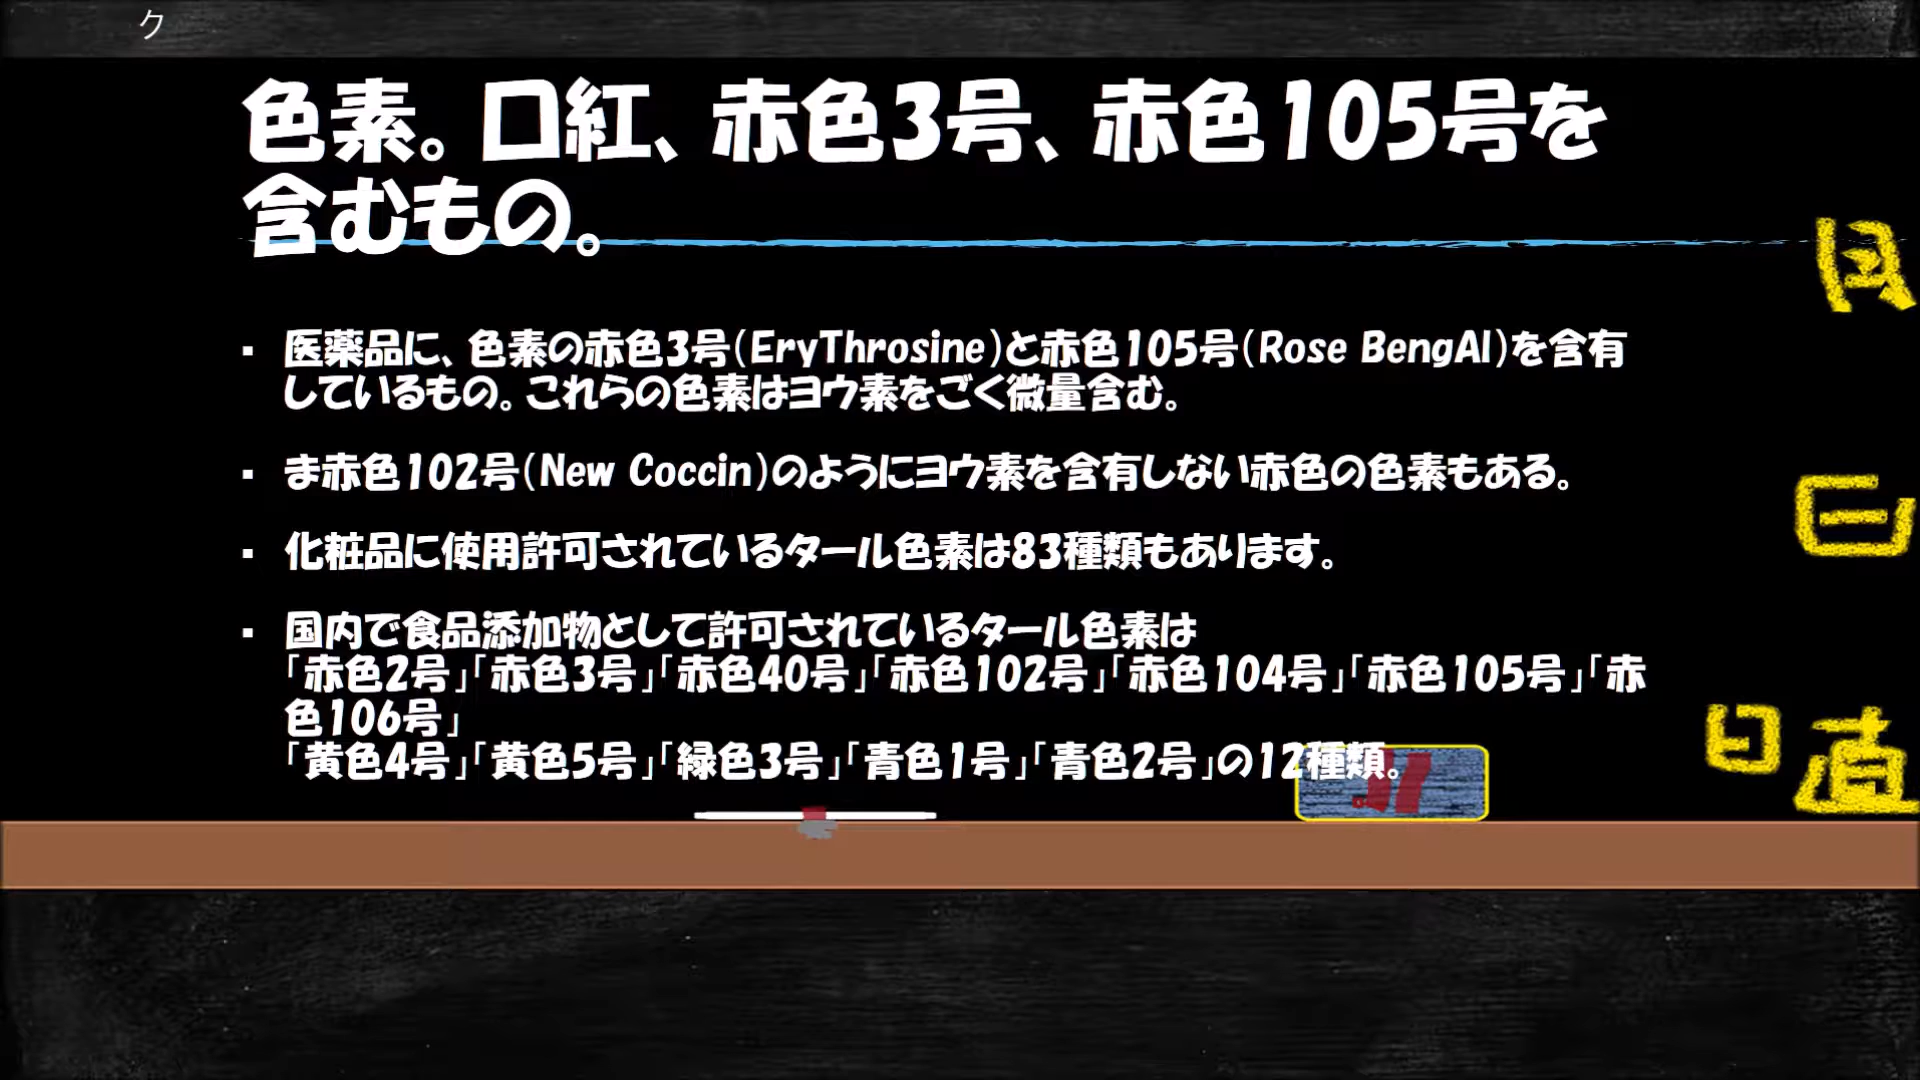 ク
色素。口紅、赤色3号、赤色105号を
含むもの。
▪ 医薬品に、色素の赤色3号(EryThrosine)と赤色105号(Rose BengAl)を含有
しているもの。これらの色素はヨウ素をごく微量含む。
▪ ま赤色102号(New Coccin)のようにヨウ素を含有しない赤色の色素もある。
▪ 化粧品に使用許可されているタール色素は83種類もあります。
▪ 国内で食品添加物として許可されているタール色素は
「赤色2号」「赤色3号」「赤色40号」「赤色102号」「赤色104号」「赤色105号」「赤
色106号」
「黄色4号」「黄色5号」「緑色3号」「青色1号」「青色2号」の12種類。
日直